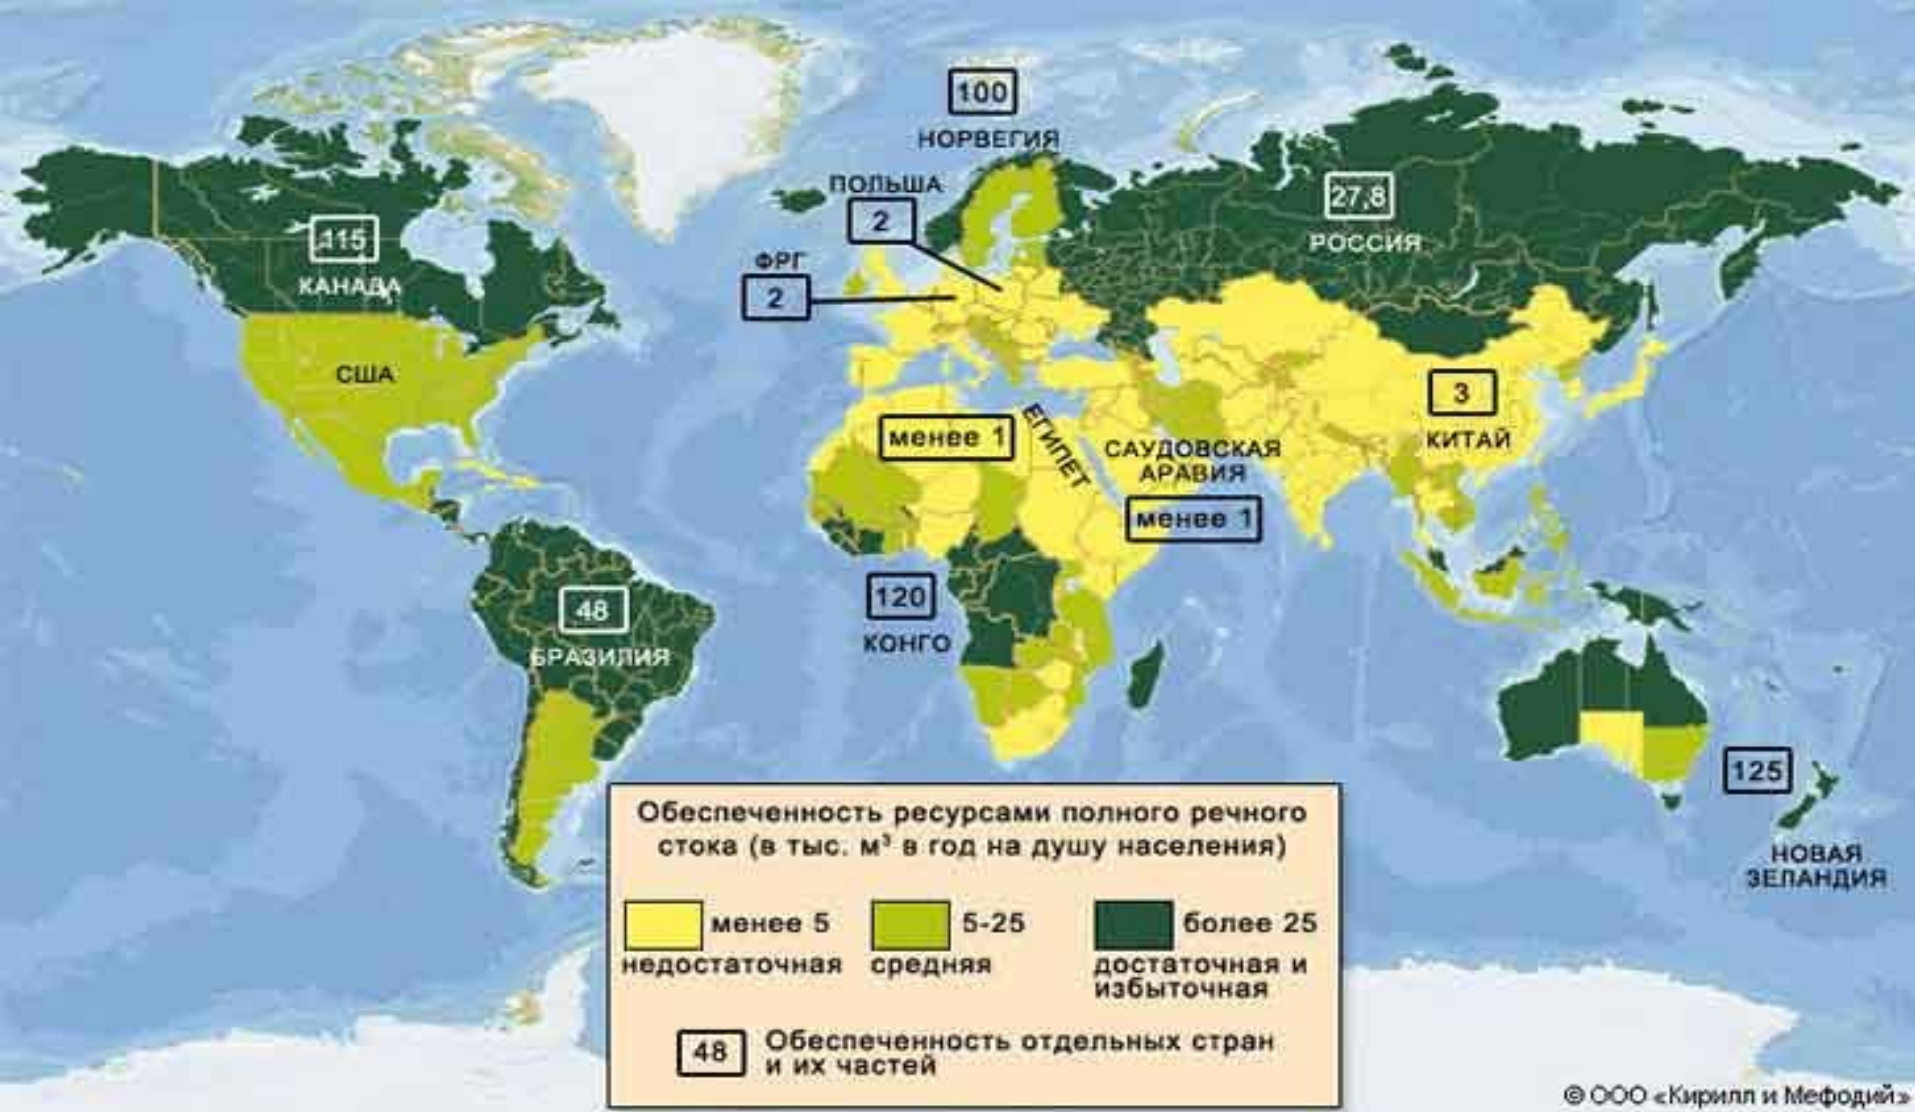 100
НОРВЕГИЯ
ПОЛЬША
2
ФРГ
2
27,8
РОССИЯ
115
КАНАДА
США
3
КИТАЙ
менее 1
ЕГИПЕТ
САУДОВСКАЯ
АРАВИЯ
менее 1
120
КОНГО
48
БРАЗИЛИЯ
125
НОВАЯ
ЗЕЛАНДИЯ
Обеспеченность ресурсами полного речного
стока (в тыс. м³ в год на душу населения)
менее 5
недостаточная
5-25
средняя
более 25
достаточная и
избыточная
48
Обеспеченность отдельных стран
и их частей
© ООО «Кирилл и Мефодий»